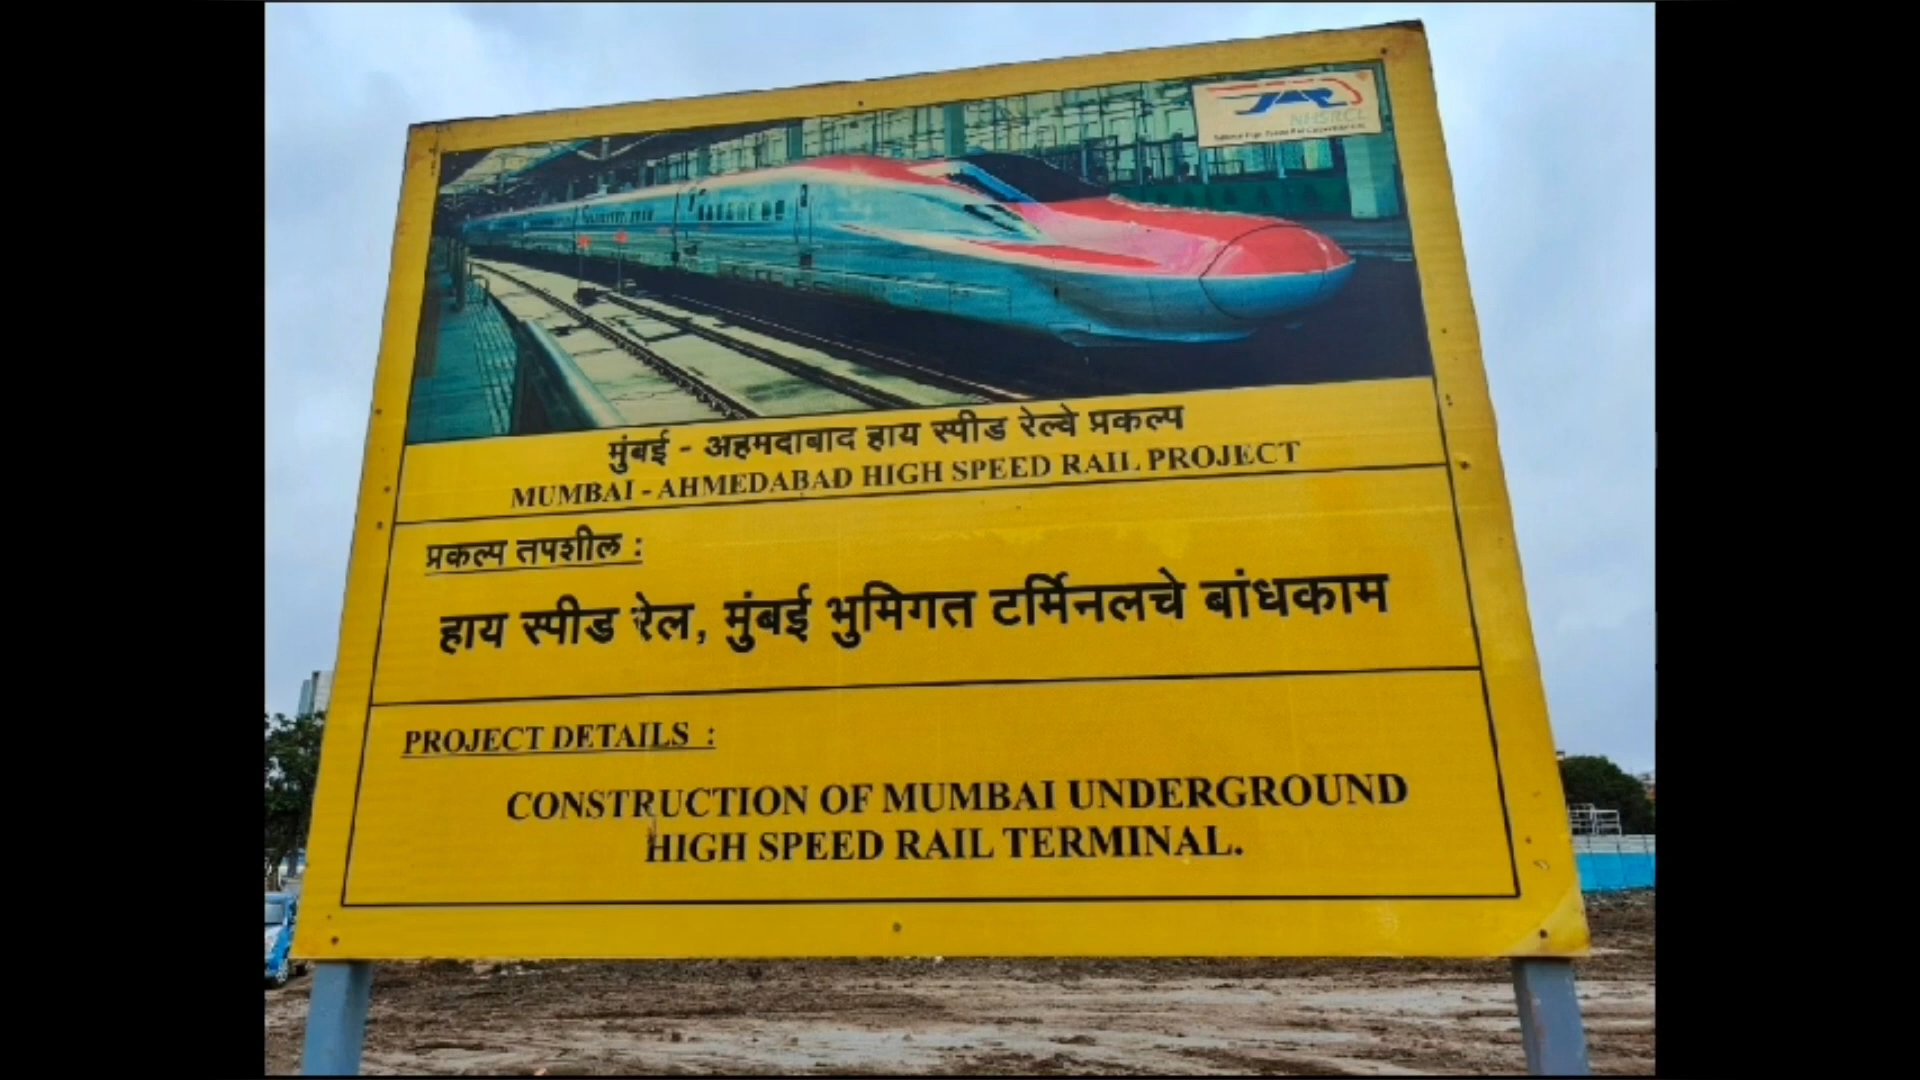 NHSRCL
मुंबई - अहमदाबाद हाय स्पीड रेल्वे प्रकल्प
MUMBAI - AHMEDABAD HIGH SPEED RAIL PROJECT
प्रकल्प तपशील :
हाय स्पीड रेल, मुंबई भुमिगत टर्मिनलचे बांधकाम
PROJECT DETAILS :
CONSTRUCTION OF MUMBAI UNDERGROUND
HIGH SPEED RAIL TERMINAL.